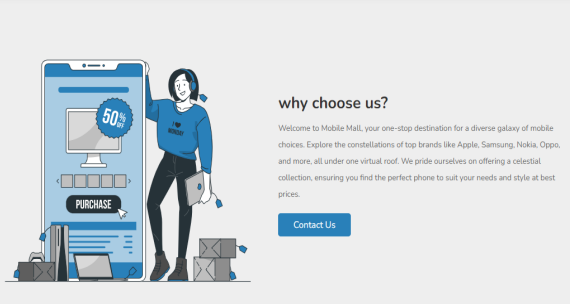 50%
OFF
I ❤
MONDAY
PURCHASE
why choose us?
Welcome to Mobile Mall, your one-stop destination for a diverse galaxy of mobile
choices. Explore the constellations of top brands like Apple, Samsung, Nokia, Oppo,
and more, all under one virtual roof. We pride ourselves on offering a celestial
collection, ensuring you find the perfect phone to suit your needs and style at best
prices.
Contact Us